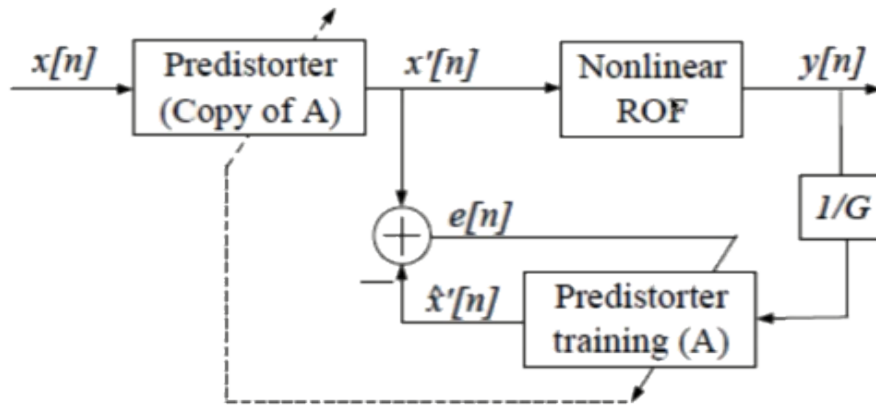 x[n]
Predistorter
(Copy of A)
x'[n]
Nonlinear
ROF
y[n]
1/G
e[n]
+
—
x̂'[n]
Predistorter
training (A)